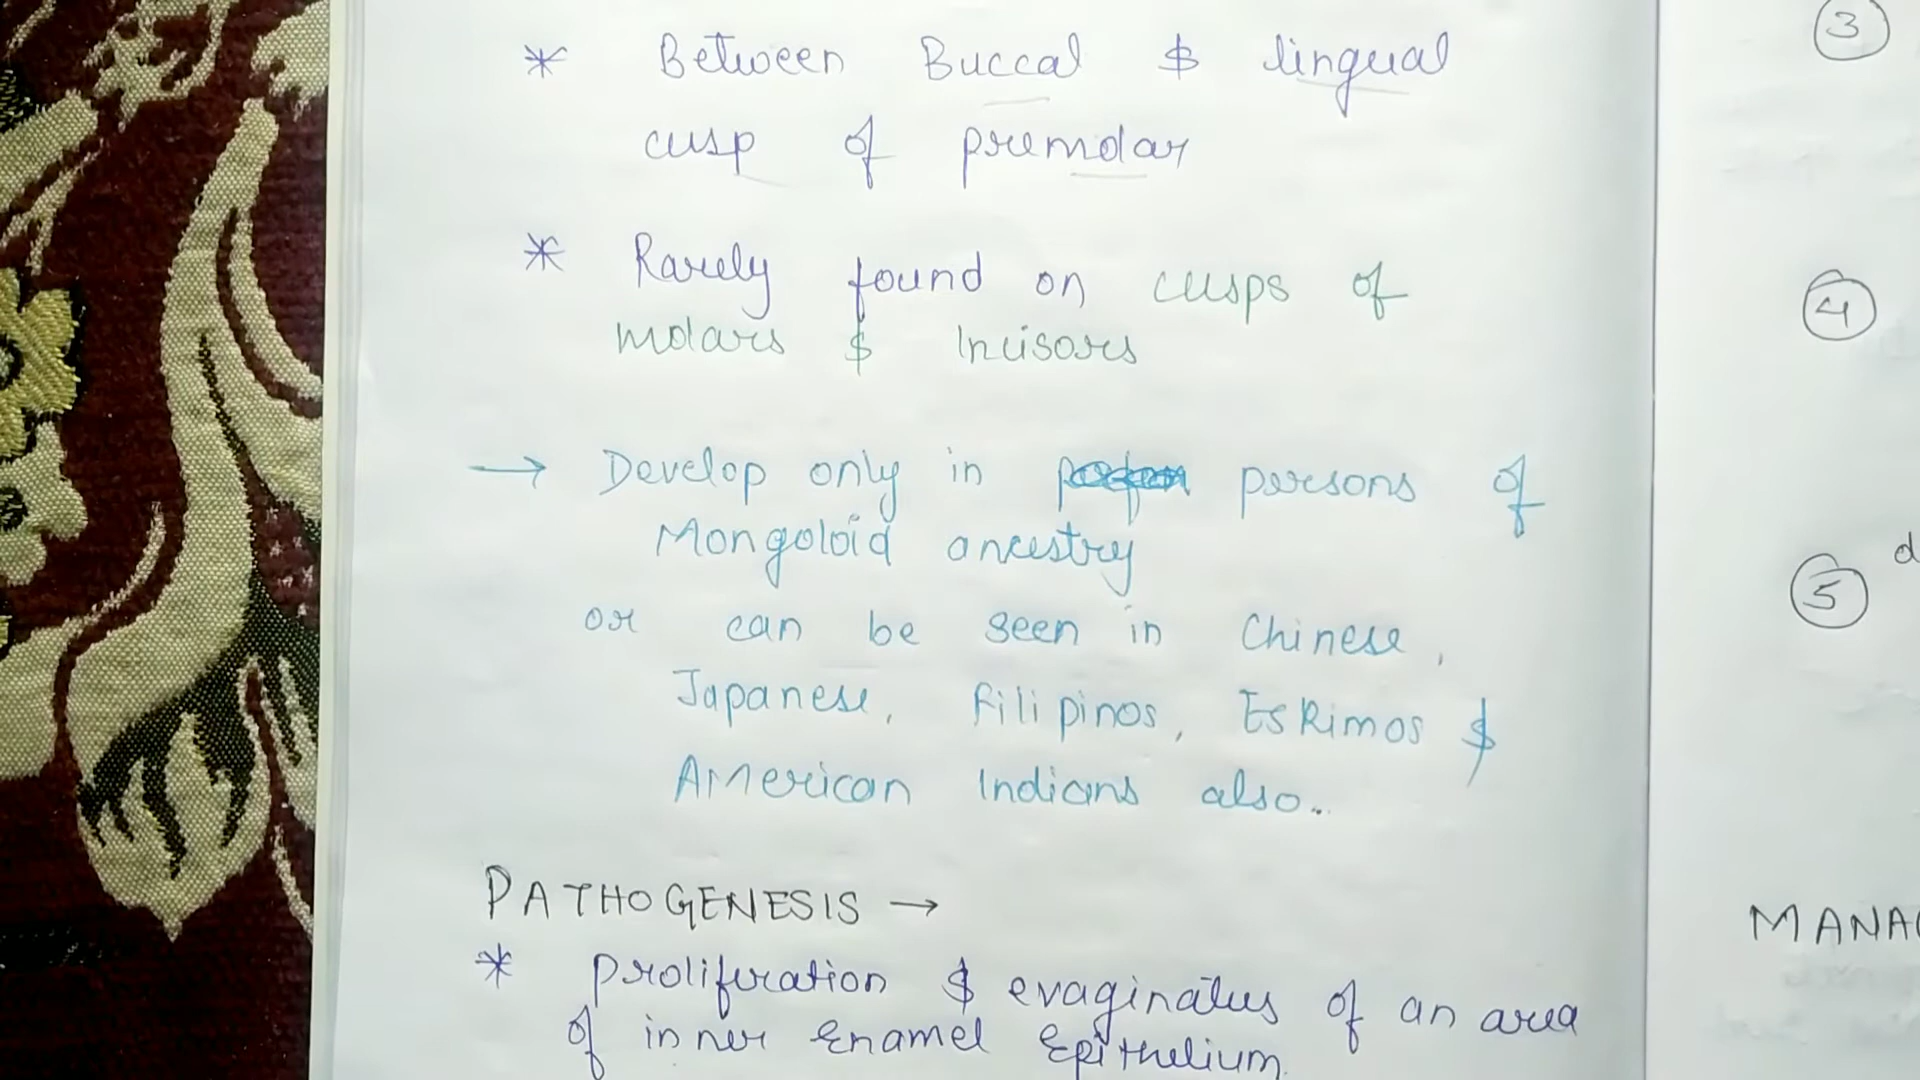 * Between Buccal $ lingual
cusp of premolar
* Rarely found on cusps of
molars $ Incisors
→ Develop only in persons of
Mongoloid ancestry
or can be seen in Chinese,
Japanese, Filipinos, Eskimos $
American Indians also..
PATHOGENESIS →
* Proliferation $ evaginatus of an area
of inner Enamel Epithelium.
3
4
5
d
MANAG